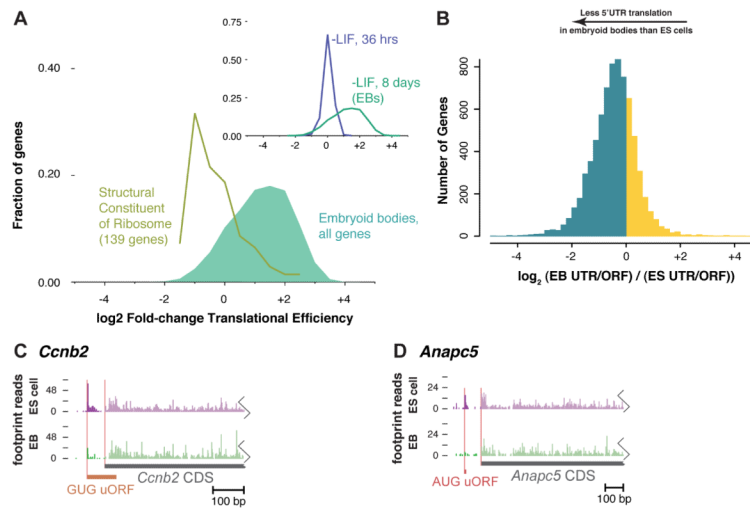 A
Fraction of genes
0.40
0.20
0.00
-4
-2
0
+2
+4
log2 Fold-change Translational Efficiency
Structural
Constituent
of Ribosome
(139 genes)
Embryoid bodies,
all genes
0.75
0.50
0.25
0.00
-4
-2
0
+2
+4
-LIF, 36 hrs
-LIF, 8 days
(EBs)
B
Less 5'UTR translation
in embryoid bodies than ES cells
Number of Genes
800
600
400
200
0
-4
-2
0
+2
+4
log2 (EB UTR/ORF) / (ES UTR/ORF))
C Ccnb2
footprint reads
ES cell
48
0
EB
48
0
Ccnb2 CDS
GUG uORF
100 bp
D Anapc5
footprint reads
ES cell
24
0
EB
24
0
Anapc5 CDS
AUG uORF
100 bp